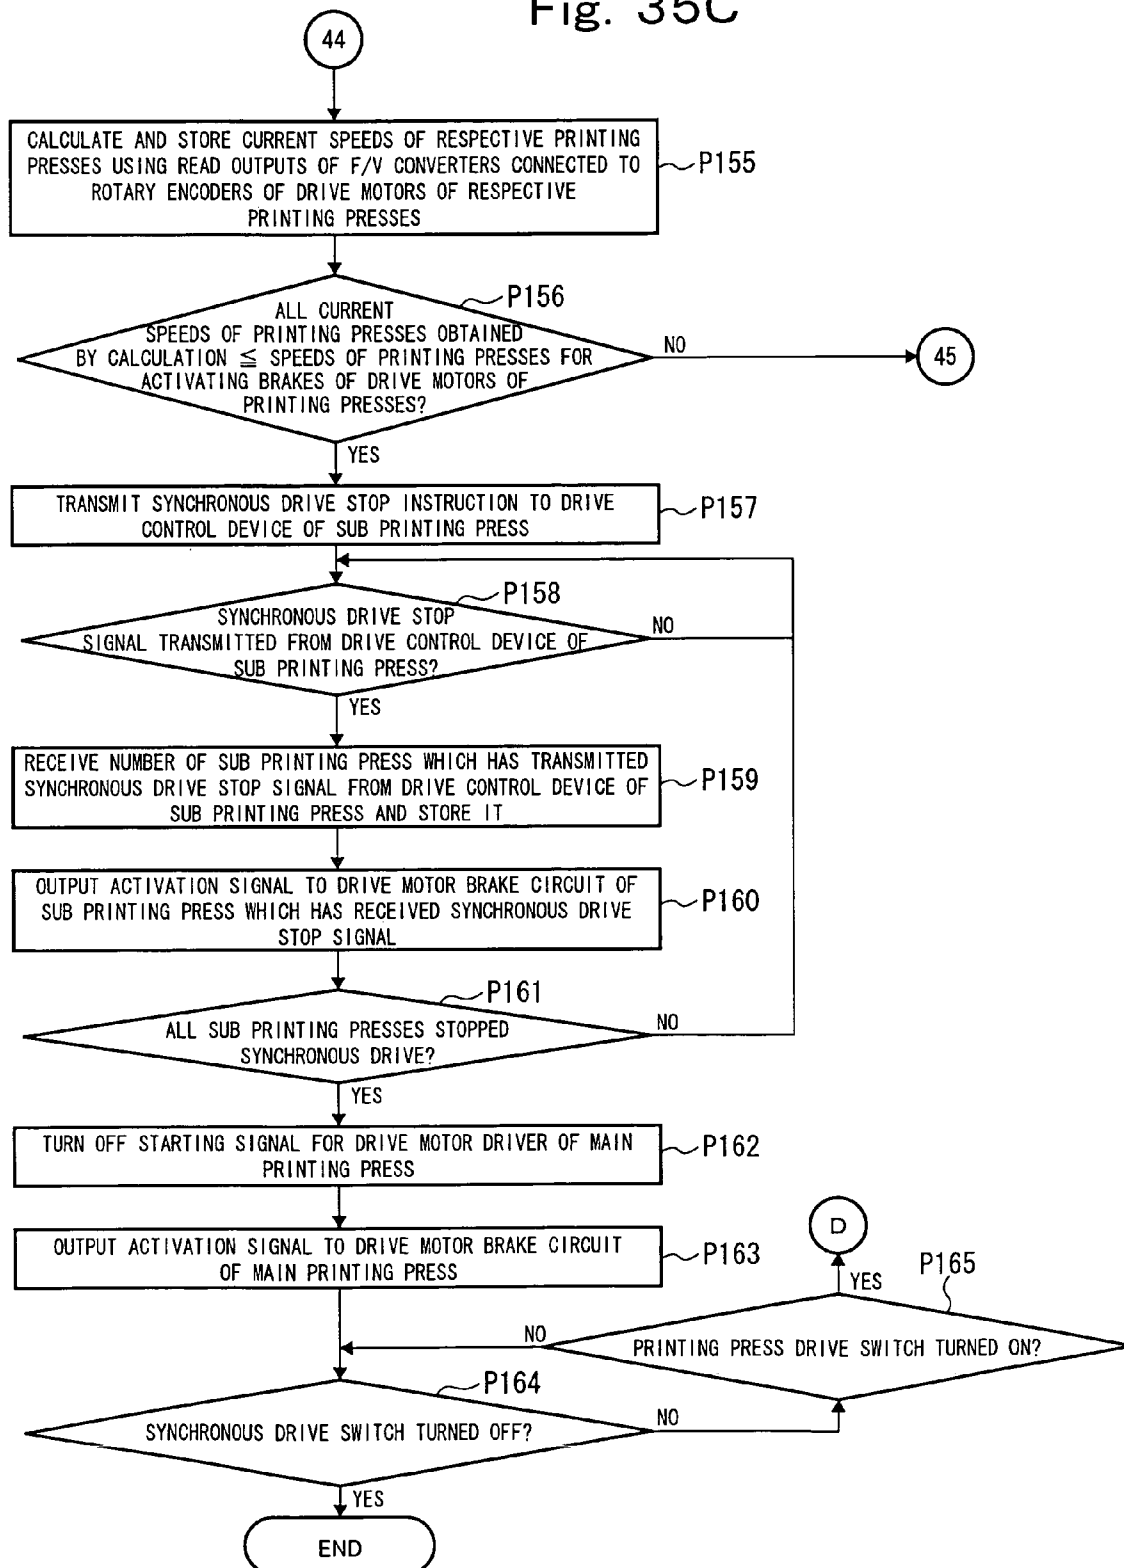 Fig. 35C
44
CALCULATE AND STORE CURRENT SPEEDS OF RESPECTIVE PRINTING
PRESSES USING READ OUTPUTS OF F/V CONVERTERS CONNECTED TO
ROTARY ENCODERS OF DRIVE MOTORS OF RESPECTIVE
PRINTING PRESSES
P155
P156
ALL CURRENT
SPEEDS OF PRINTING PRESSES OBTAINED
BY CALCULATION ≦ SPEEDS OF PRINTING PRESSES FOR
ACTIVATING BRAKES OF DRIVE MOTORS OF
PRINTING PRESSES?
NO
45
YES
TRANSMIT SYNCHRONOUS DRIVE STOP INSTRUCTION TO DRIVE
CONTROL DEVICE OF SUB PRINTING PRESS
P157
P158
SYNCHRONOUS DRIVE STOP
SIGNAL TRANSMITTED FROM DRIVE CONTROL DEVICE OF
SUB PRINTING PRESS?
NO
YES
RECEIVE NUMBER OF SUB PRINTING PRESS WHICH HAS TRANSMITTED
SYNCHRONOUS DRIVE STOP SIGNAL FROM DRIVE CONTROL DEVICE OF
SUB PRINTING PRESS AND STORE IT
P159
OUTPUT ACTIVATION SIGNAL TO DRIVE MOTOR BRAKE CIRCUIT OF
SUB PRINTING PRESS WHICH HAS RECEIVED SYNCHRONOUS DRIVE
STOP SIGNAL
P160
P161
ALL SUB PRINTING PRESSES STOPPED
SYNCHRONOUS DRIVE?
NO
YES
TURN OFF STARTING SIGNAL FOR DRIVE MOTOR DRIVER OF MAIN
PRINTING PRESS
P162
OUTPUT ACTIVATION SIGNAL TO DRIVE MOTOR BRAKE CIRCUIT
OF MAIN PRINTING PRESS
P163
D
YES
P165
PRINTING PRESS DRIVE SWITCH TURNED ON?
NO
P164
SYNCHRONOUS DRIVE SWITCH TURNED OFF?
NO
YES
END